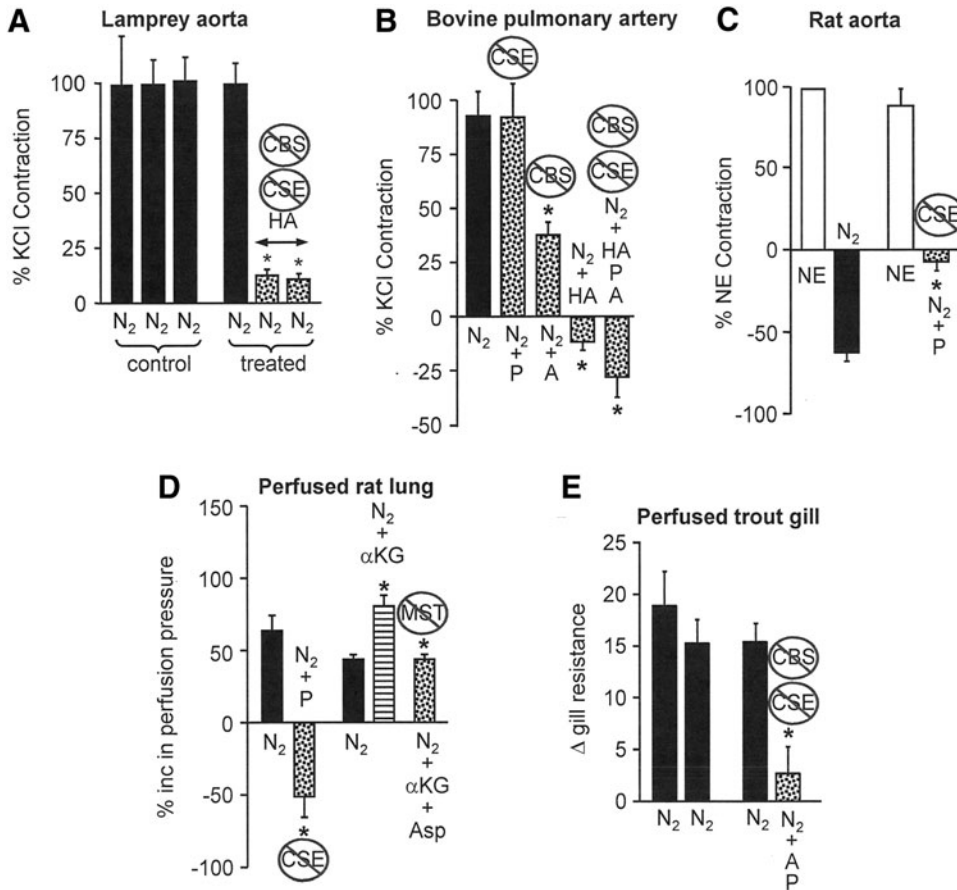 A Lamprey aorta
% KCl Contraction
100
75
50
25
0
CBS
CSE
HA
* *
N2 N2 N2 N2 N2 N2
control treated
B Bovine pulmonary artery
% KCl Contraction
100
75
50
25
0
-25
-50
CSE
CBS
*
CBS
CSE
N2
+
HA
N2
+
HA
P
A
N2
N2
+
P
N2
+
A
*
*
C Rat aorta
% NE Contraction
100
50
0
-50
-100
N2
NE
NE
CSE
*
N2
+
P
D Perfused rat lung
% inc in perfusion pressure
150
100
50
0
-50
-100
N2
+
P
N2
+
αKG
*
MST
*
N2
N2
N2
+
αKG
+
Asp
*
CSE
E Perfused trout gill
Δ gill resistance
25
20
15
10
5
0
CBS
CSE
*
N2 N2 N2 N2
+
A
P